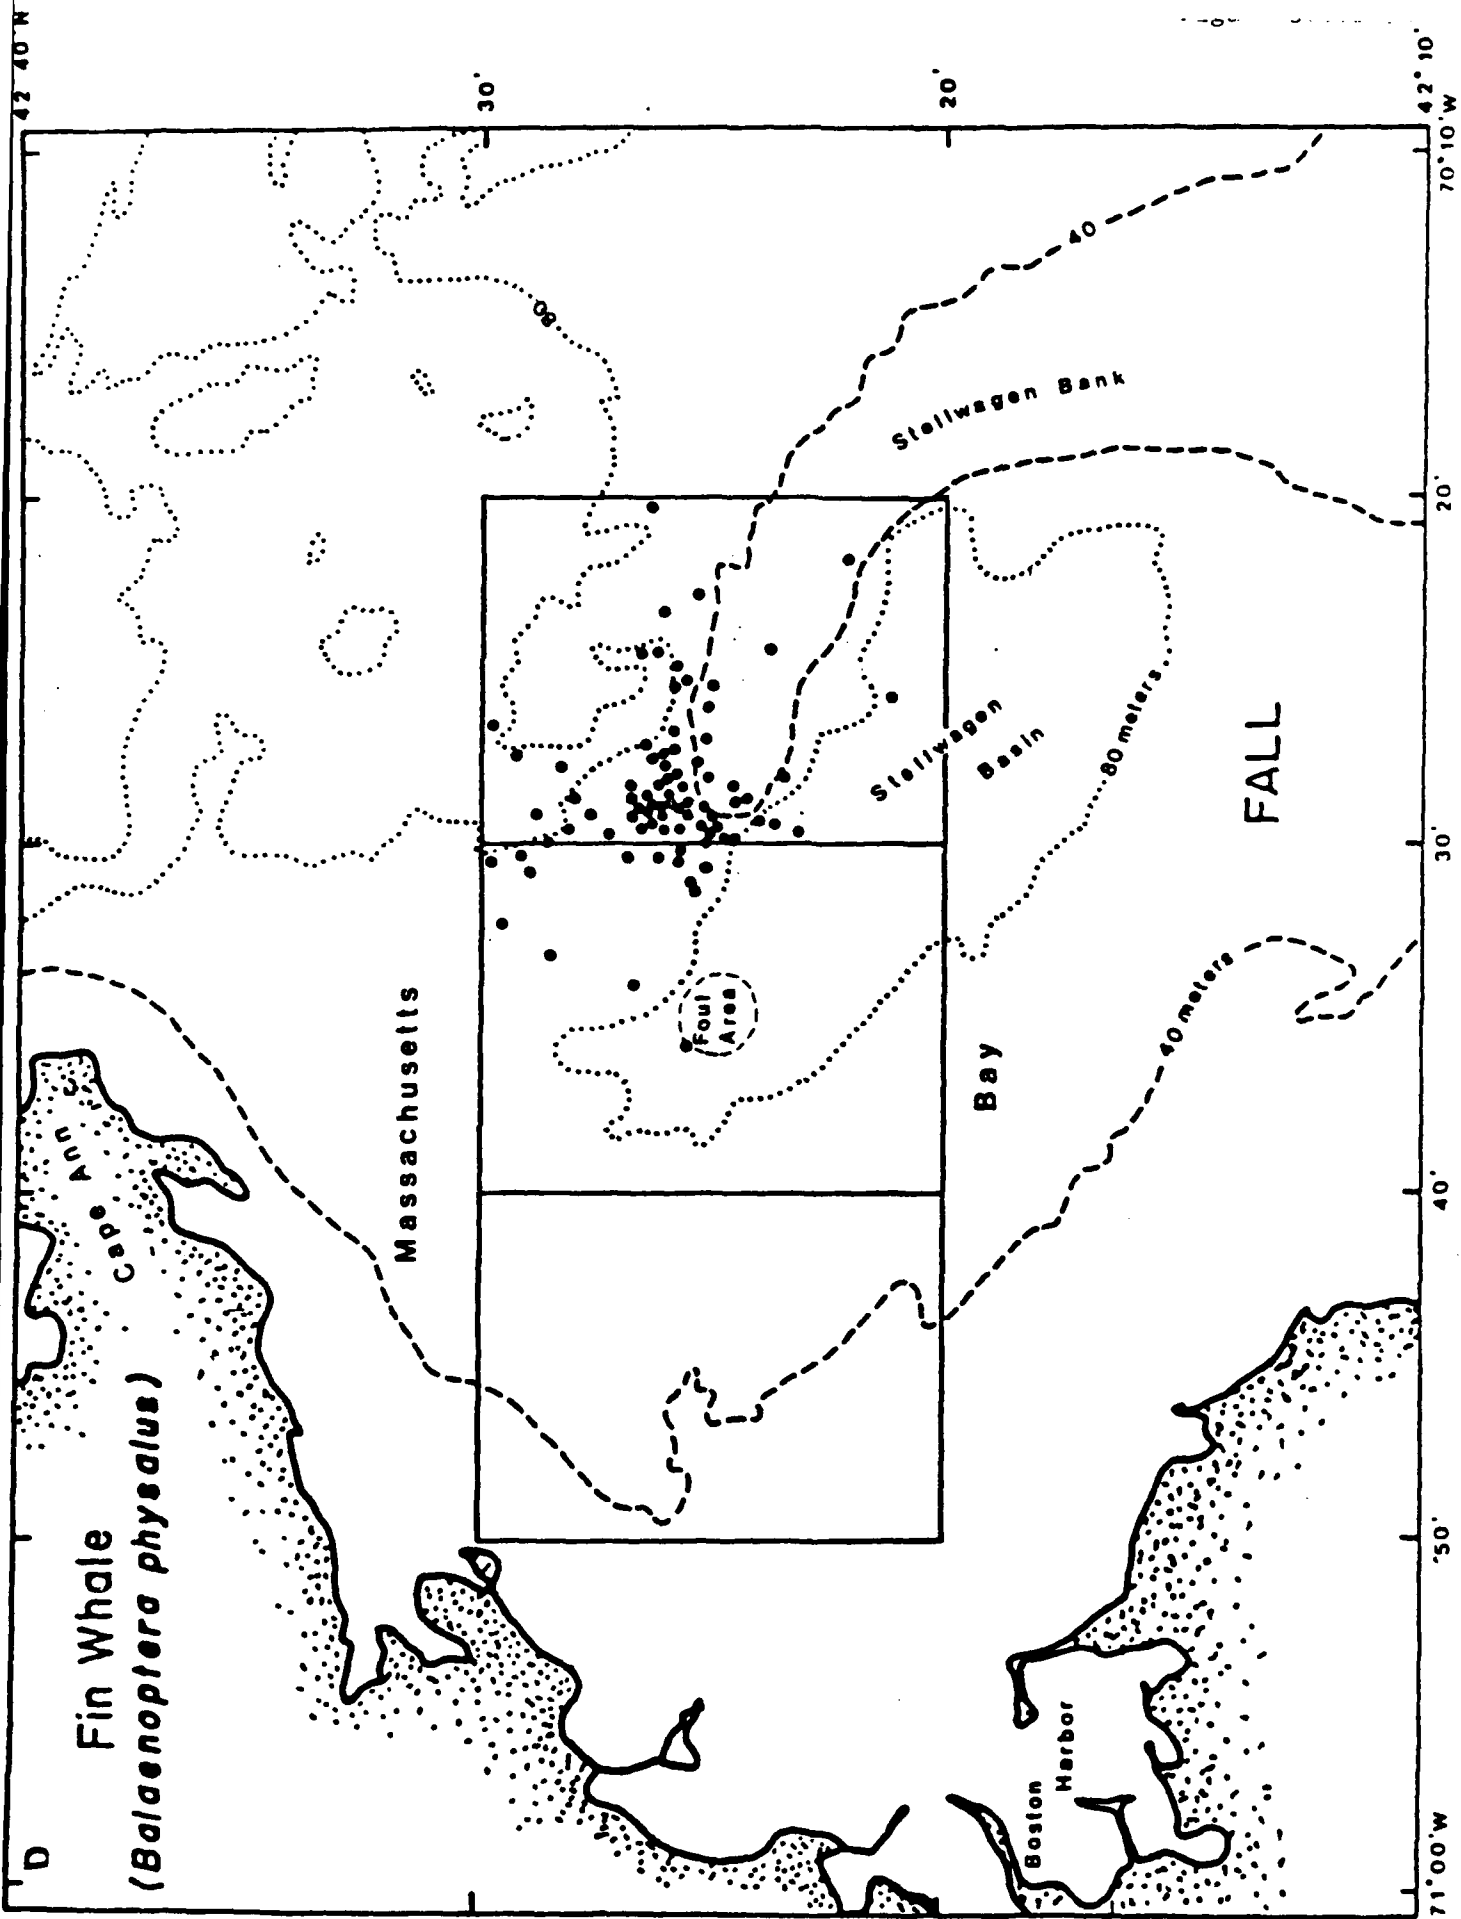 D
Fin Whale
(Balaenoptera physalus)
Cape Ann
Massachusetts
80
40
Stellwagen Bank
Foul
Area
Stellwagen
Basin
80 meters
Bay
40 meters
FALL
Boston
Harbor
42° 40' N
30'
20'
42° 10'
71° 00' W
50'
40'
30'
20'
70° 10' W